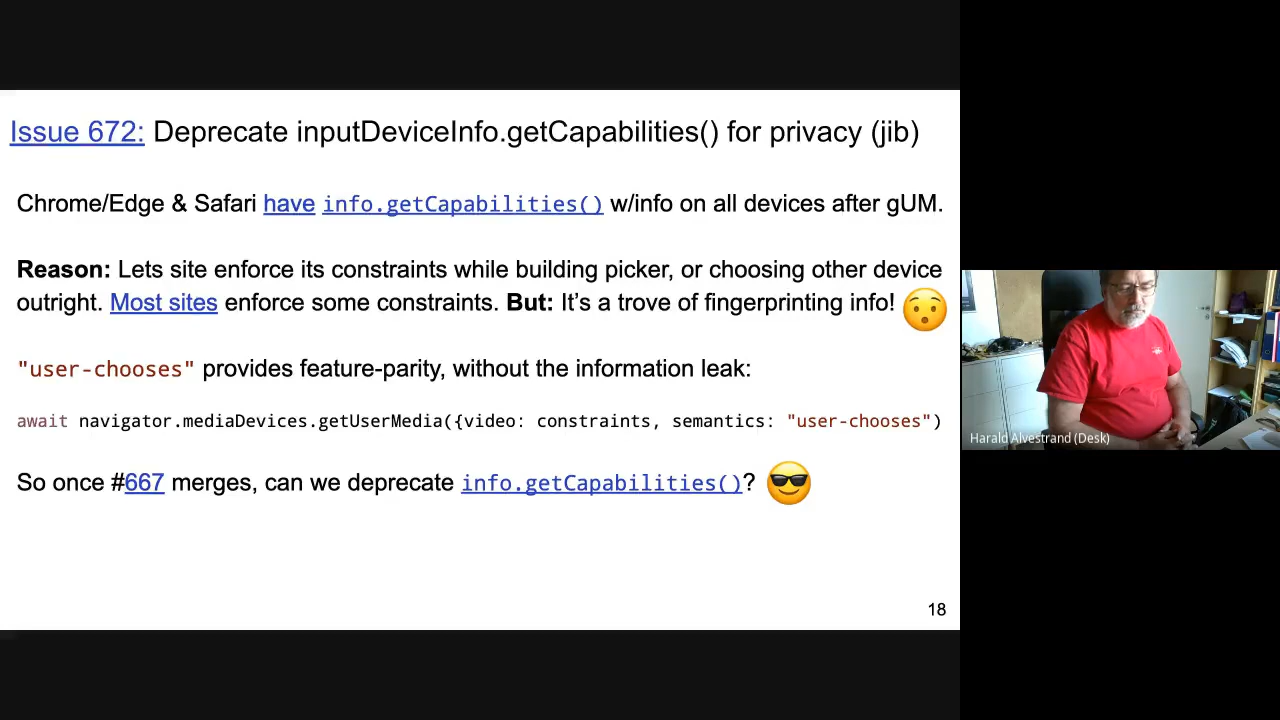 Issue 672: Deprecate inputDeviceInfo.getCapabilities() for privacy (jib)
Chrome/Edge & Safari have info.getCapabilities() w/info on all devices after gUM.
Reason: Lets site enforce its constraints while building picker, or choosing other device
outright. Most sites enforce some constraints. But: It's a trove of fingerprinting info! 😯
"user-chooses" provides feature-parity, without the information leak:
await navigator.mediaDevices.getUserMedia({video: constraints, semantics: "user-chooses")
So once #667 merges, can we deprecate info.getCapabilities()? 😎
18
Harald Alvestrand (Desk)